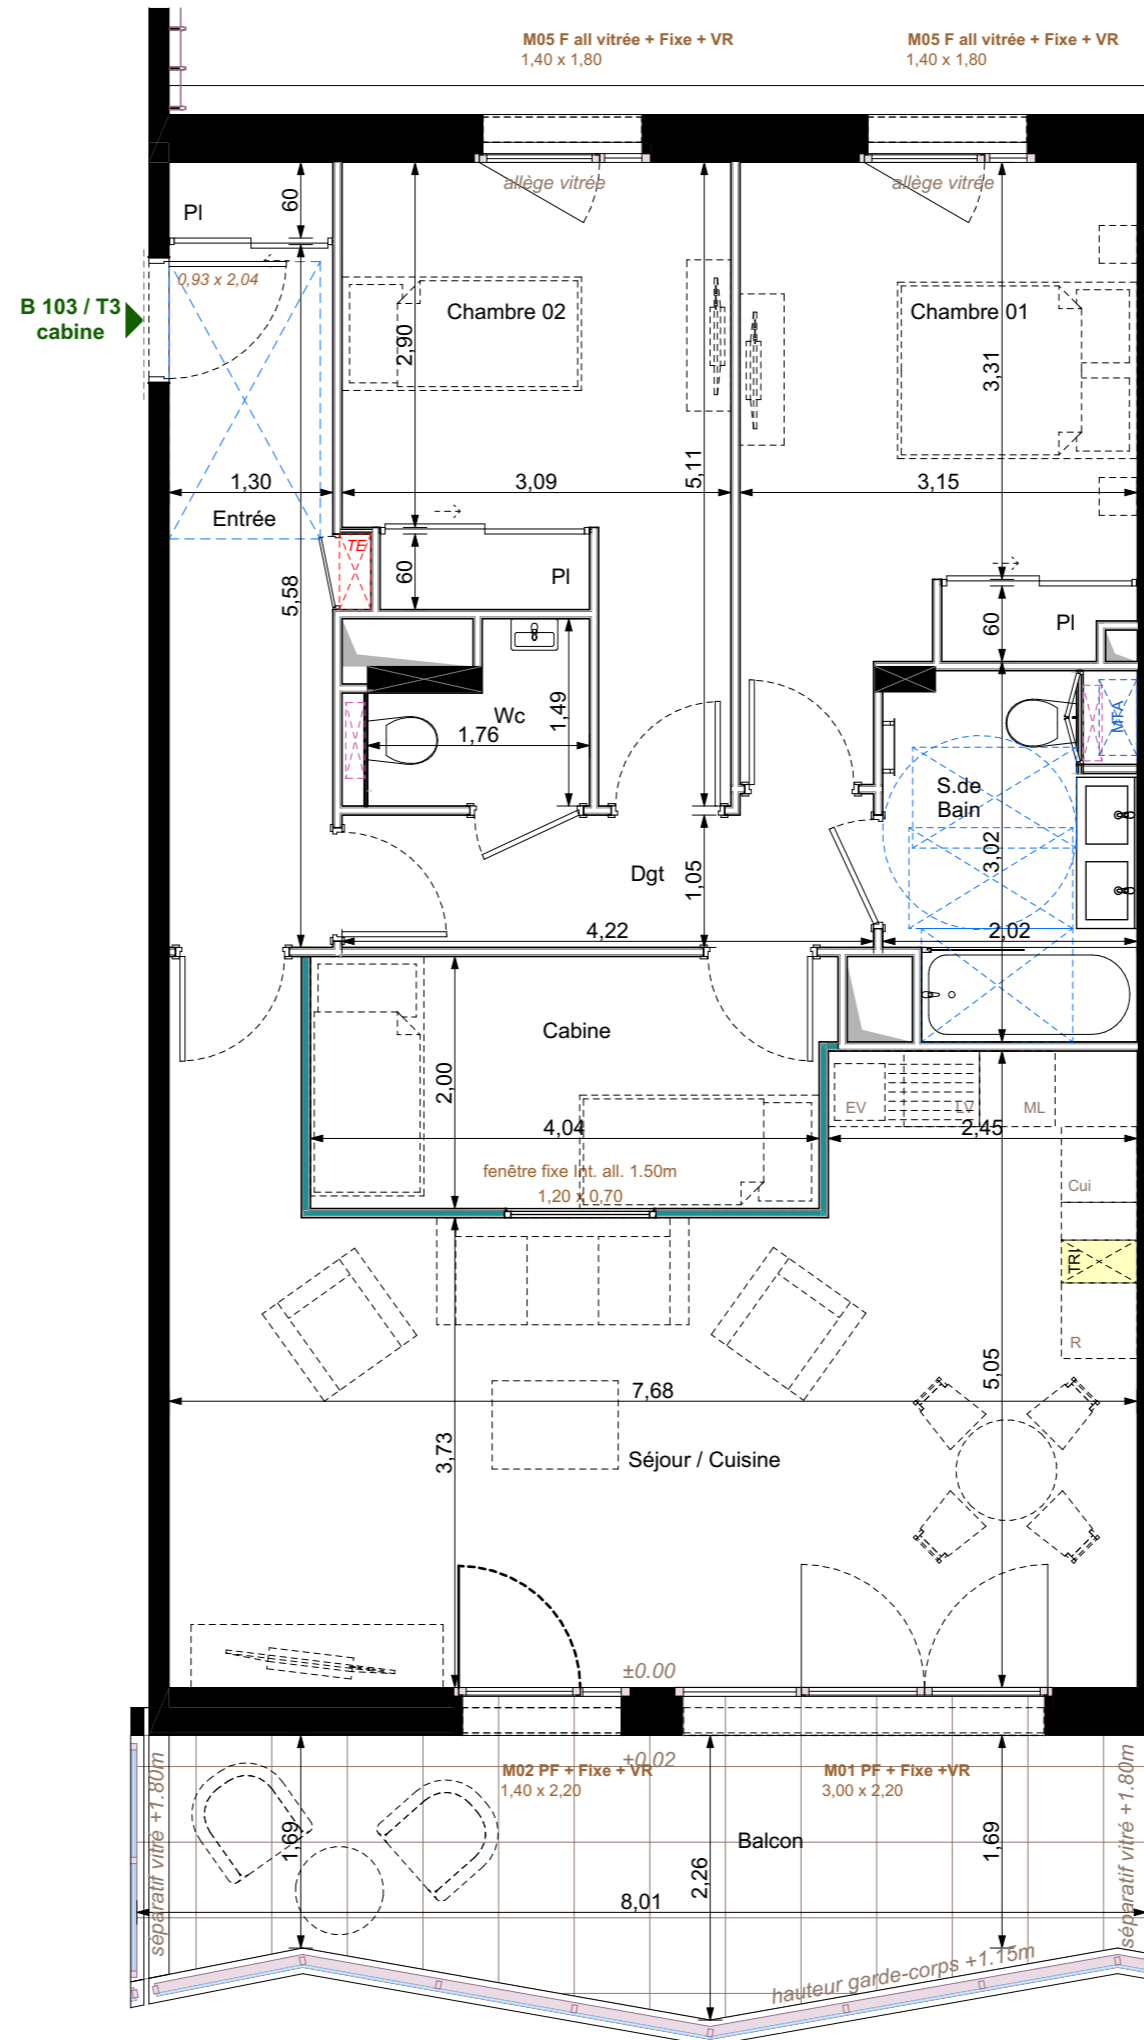 M05 F all vitrée + Fixe + VR
1,40 x 1,80
M05 F all vitrée + Fixe + VR
1,40 x 1,80
allège vitrée
allège vitrée
Pl
60
0,93 x 2,04
B 103 / T3
cabine
Chambre 02
Chambre 01
2,90
3,31
5,11
1,30
3,09
3,15
Entrée
TE
60
Pl
5,58
60
Pl
Wc
1,49
1,76
MTA
S.de
Bain
3,02
Dgt
1,05
4,22
2,02
Cabine
2,00
4,04
EV
LV
ML
2,45
fenêtre fixe Int. all. 1.50m
1,20 x 0,70
Cui
TRI
R
5,05
7,68
3,73
Séjour / Cuisine
±0.00
+0.02
M02 PF + Fixe + VR
1,40 x 2,20
M01 PF + Fixe +VR
3,00 x 2,20
séparatif vitré +1.80m
séparatif vitré +1.80m
1,69
Balcon
1,69
2,26
8,01
hauteur garde-corps +1.15m